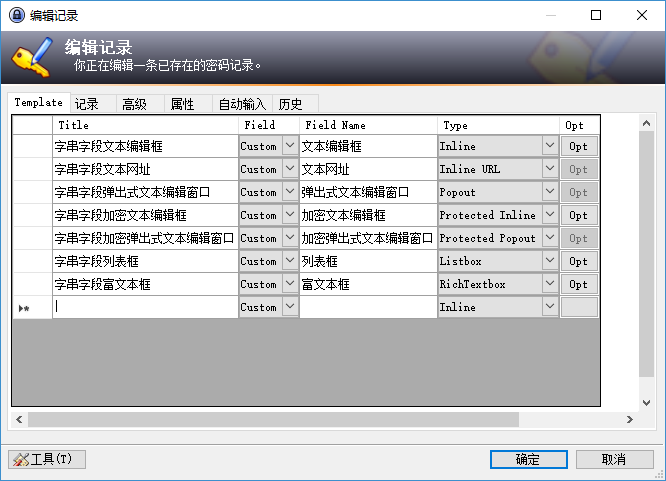 编辑记录
编辑记录
你正在编辑一条已存在的密码记录。
Template 记录 高级 属性 自动输入 历史
Title Field Field Name Type Opt
字串字段文本编辑框 Custom 文本编辑框 Inline Opt
字串字段文本网址 Custom 文本网址 Inline URL Opt
字串字段弹出式文本编辑窗口 Custom 弹出式文本编辑窗口 Popout Opt
字串字段加密文本编辑框 Custom 加密文本编辑框 Protected Inline Opt
字串字段加密弹出式文本编辑窗口 Custom 加密弹出式文本编辑窗口 Protected Popout Opt
字串字段列表框 Custom 列表框 Listbox Opt
字串字段富文本框 Custom 富文本框 RichTextbox Opt
Custom Inline
工具(T) 确定 取消